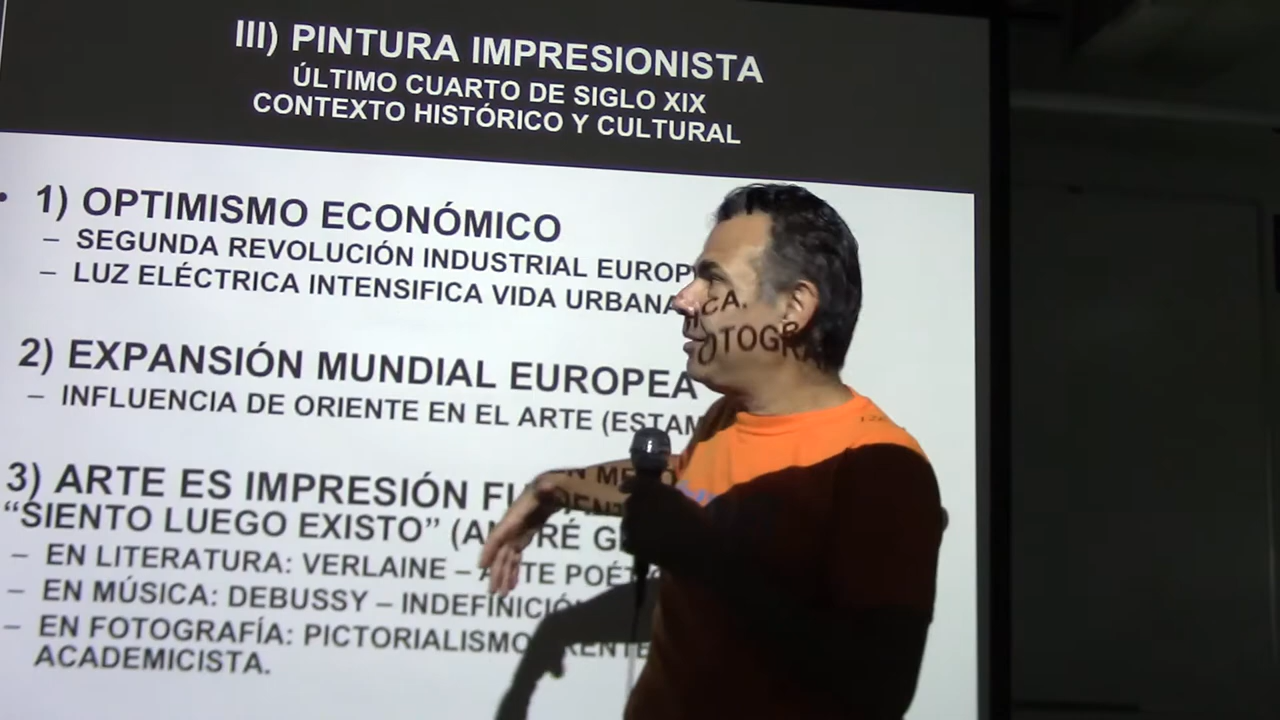 III) PINTURA IMPRESIONISTA
ÚLTIMO CUARTO DE SIGLO XIX
CONTEXTO HISTÓRICO Y CULTURAL
• 1) OPTIMISMO ECONÓMICO
– SEGUNDA REVOLUCIÓN INDUSTRIAL
– LUZ ELÉCTRICA INTENSIFICA VIDA URBANA
2) EXPANSIÓN MUNDIAL EUROPEA
– INFLUENCIA DE ORIENTE EN EL ARTE
3) ARTE ES IMPRESIÓN
“SIENTO LUEGO EXISTO”
– EN LITERATURA: VERLAINE –
– EN MÚSICA: DEBUSSY –
– EN FOTOGRAFÍA: PICTORIALISMO
ACADEMICISTA.